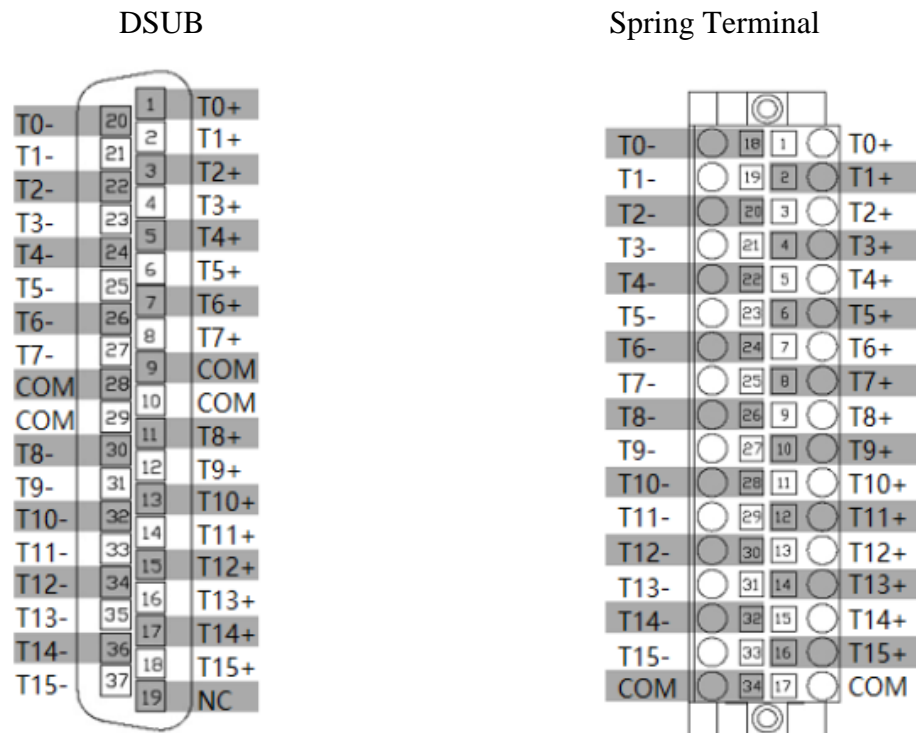 DSUB Spring Terminal
1 T0+
T0- 20
2 T1+
T1- 21
3 T2+
T2- 22
4 T3+
T3- 23
5 T4+
T4- 24
6 T5+
T5- 25
7 T6+
T6- 26
8 T7+
T7- 27
9 COM
COM 28
10 COM
COM 29
11 T8+
T8- 30
12 T9+
T9- 31
13 T10+
T10- 32
14 T11+
T11- 33
15 T12+
T12- 34
16 T13+
T13- 35
17 T14+
T14- 36
18 T15+
T15- 37
19 NC
T0- 18 1 T0+
T1- 19 2 T1+
T2- 20 3 T2+
T3- 21 4 T3+
T4- 22 5 T4+
T5- 23 6 T5+
T6- 24 7 T6+
T7- 25 8 T7+
T8- 26 9 T8+
T9- 27 10 T9+
T10- 28 11 T10+
T11- 29 12 T11+
T12- 30 13 T12+
T13- 31 14 T13+
T14- 32 15 T14+
T15- 33 16 T15+
COM 34 17 COM